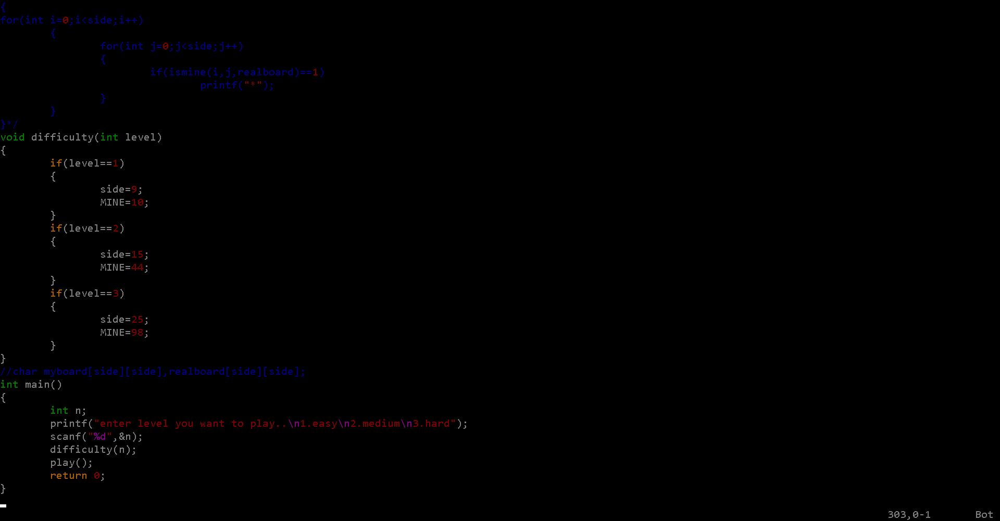 {
for(int i=0;i<side;i++)
        {
                for(int j=0;j<side;j++)
                {
                        if(ismine(i,j,realboard)==1)
                                printf("*");
                }
        }
}*/
void difficulty(int level)
{
        if(level==1)
        {
                side=9;
                MINE=10;
        }
        if(level==2)
        {
                side=15;
                MINE=44;
        }
        if(level==3)
        {
                side=25;
                MINE=98;
        }
}
//char myboard[side][side],realboard[side][side];
int main()
{
        int n;
        printf("enter level you want to play..\n1.easy\n2.medium\n3.hard");
        scanf("%d",&n);
        difficulty(n);
        play();
        return 0;
}
303,0-1 Bot